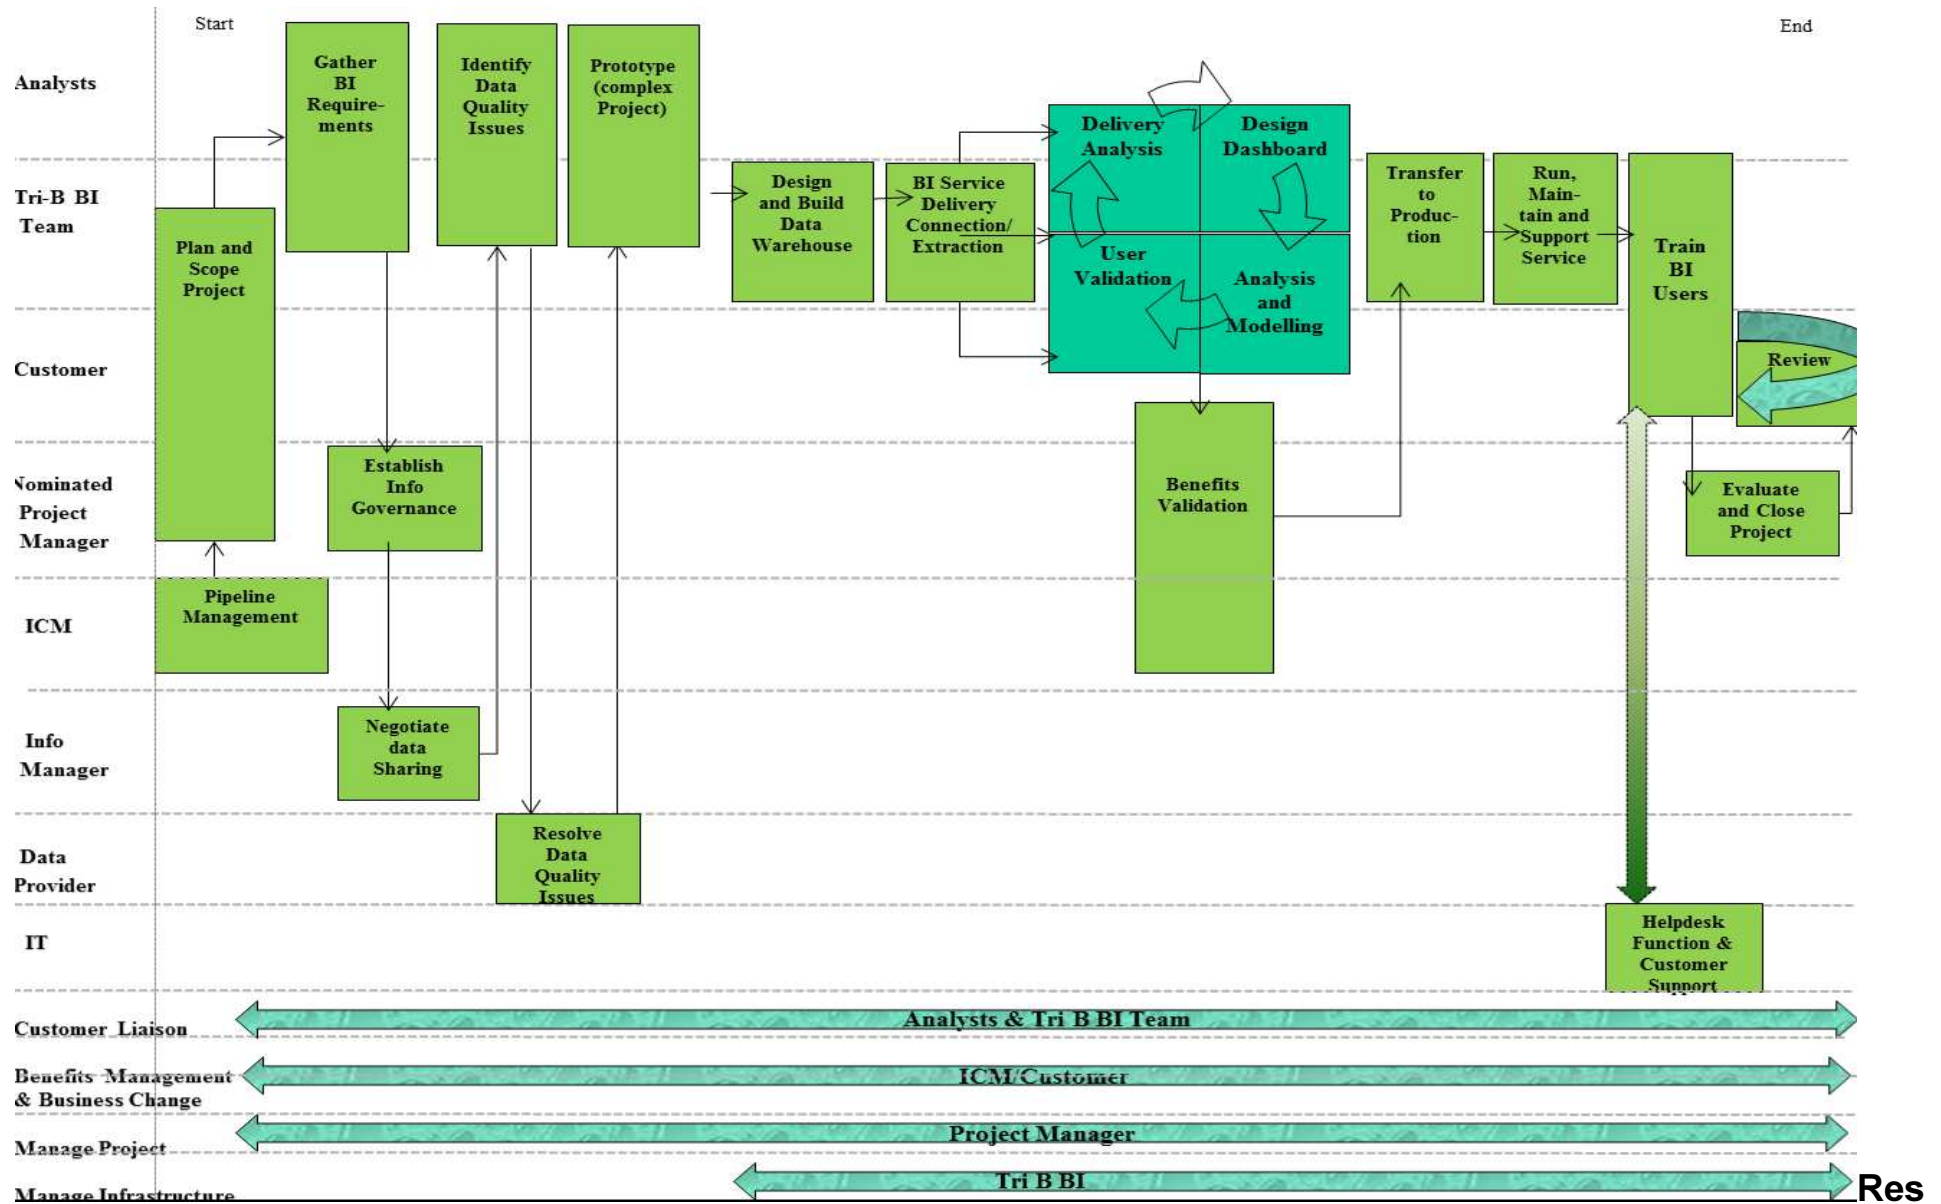 Start
End
Analysts
Gather
BI
Require-
ments
Identify
Data
Quality
Issues
Prototype
(complex
Project)
Delivery
Analysis
Design
Dashboard
Tri-B BI
Team
Plan and
Scope
Project
Design
and Build
Data
Warehouse
BI Service
Delivery
Connection/
Extraction
User
Validation
Analysis
and
Modelling
Transfer
to
Produc-
tion
Run,
Main-
tain and
Support
Service
Train
BI
Users
Customer
Review
Nominated
Project
Manager
Establish
Info
Governance
Benefits
Validation
Evaluate
and Close
Project
ICM
Pipeline
Management
Info
Manager
Negotiate
data
Sharing
Data
Provider
Resolve
Data
Quality
Issues
IT
Helpdesk
Function &
Customer
Support
Customer Liaison
Analysts & Tri B BI Team
Benefits Management
& Business Change
ICM/Customer
Manage Project
Project Manager
Manage Infrastructure
Tri B BI
Res